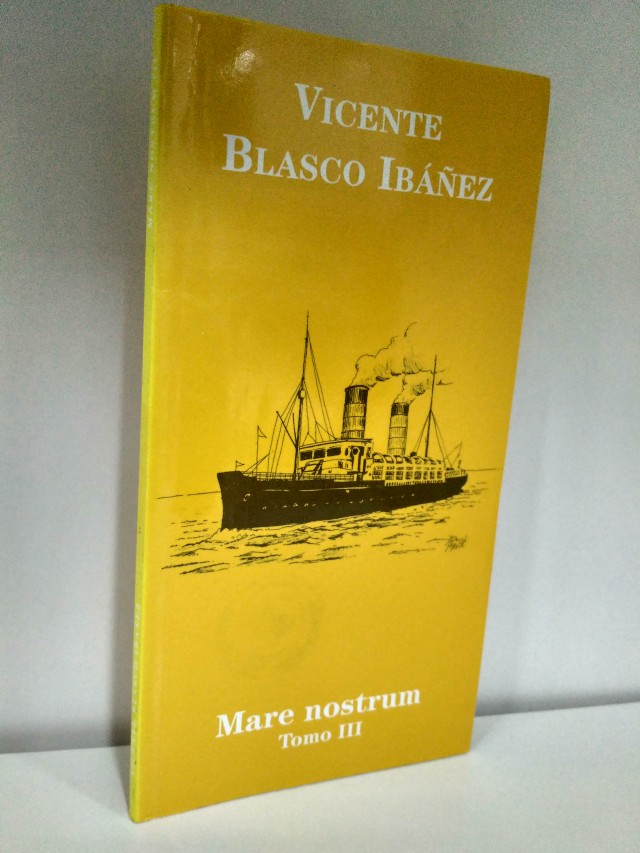 VICENTE
BLASCO IBÁÑEZ
Mare nostrum
Tomo III